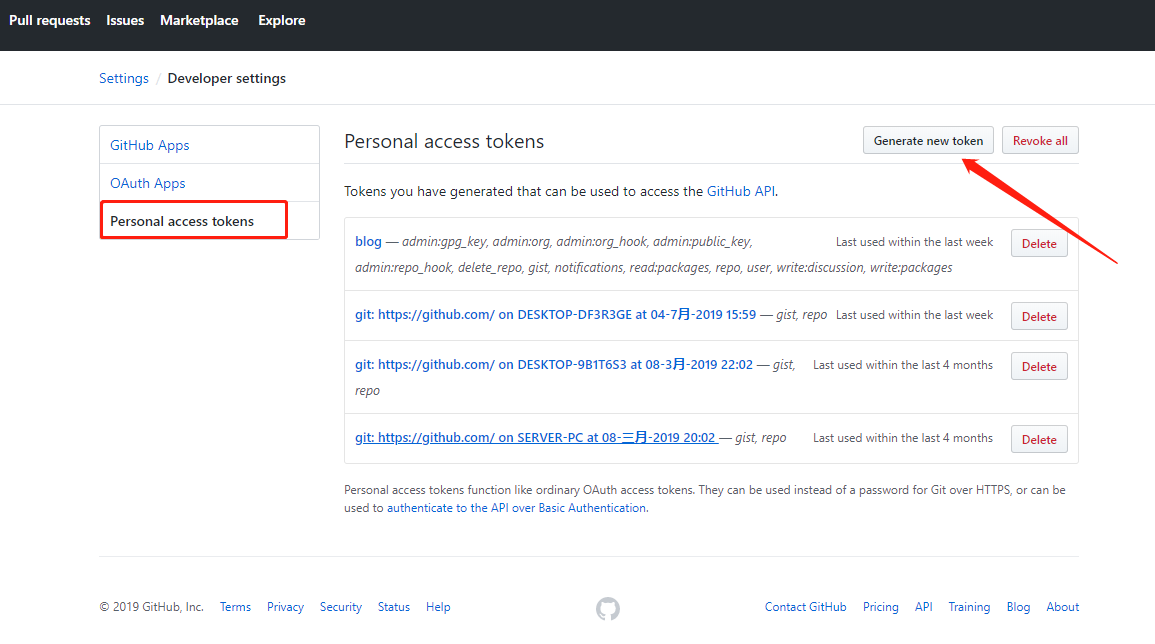 Pull requests Issues Marketplace Explore
Settings / Developer settings
GitHub Apps
OAuth Apps
Personal access tokens
Personal access tokens
Generate new token
Revoke all
Tokens you have generated that can be used to access the GitHub API.
blog — admin:gpg_key, admin:org, admin:org_hook, admin:public_key,
admin:repo_hook, delete_repo, gist, notifications, read:packages, repo, user, write:discussion, write:packages
Last used within the last week
Delete
git: https://github.com/ on DESKTOP-DF3R3GE at 04-7月-2019 15:59 — gist, repo
Last used within the last week
Delete
git: https://github.com/ on DESKTOP-9B1T6S3 at 08-3月-2019 22:02 — gist,
repo
Last used within the last 4 months
Delete
git: https://github.com/ on SERVER-PC at 08-三月-2019 20:02 — gist, repo
Last used within the last 4 months
Delete
Personal access tokens function like ordinary OAuth access tokens. They can be used instead of a password for Git over HTTPS, or can be
used to authenticate to the API over Basic Authentication.
© 2019 GitHub, Inc. Terms Privacy Security Status Help
Contact GitHub Pricing API Training Blog About